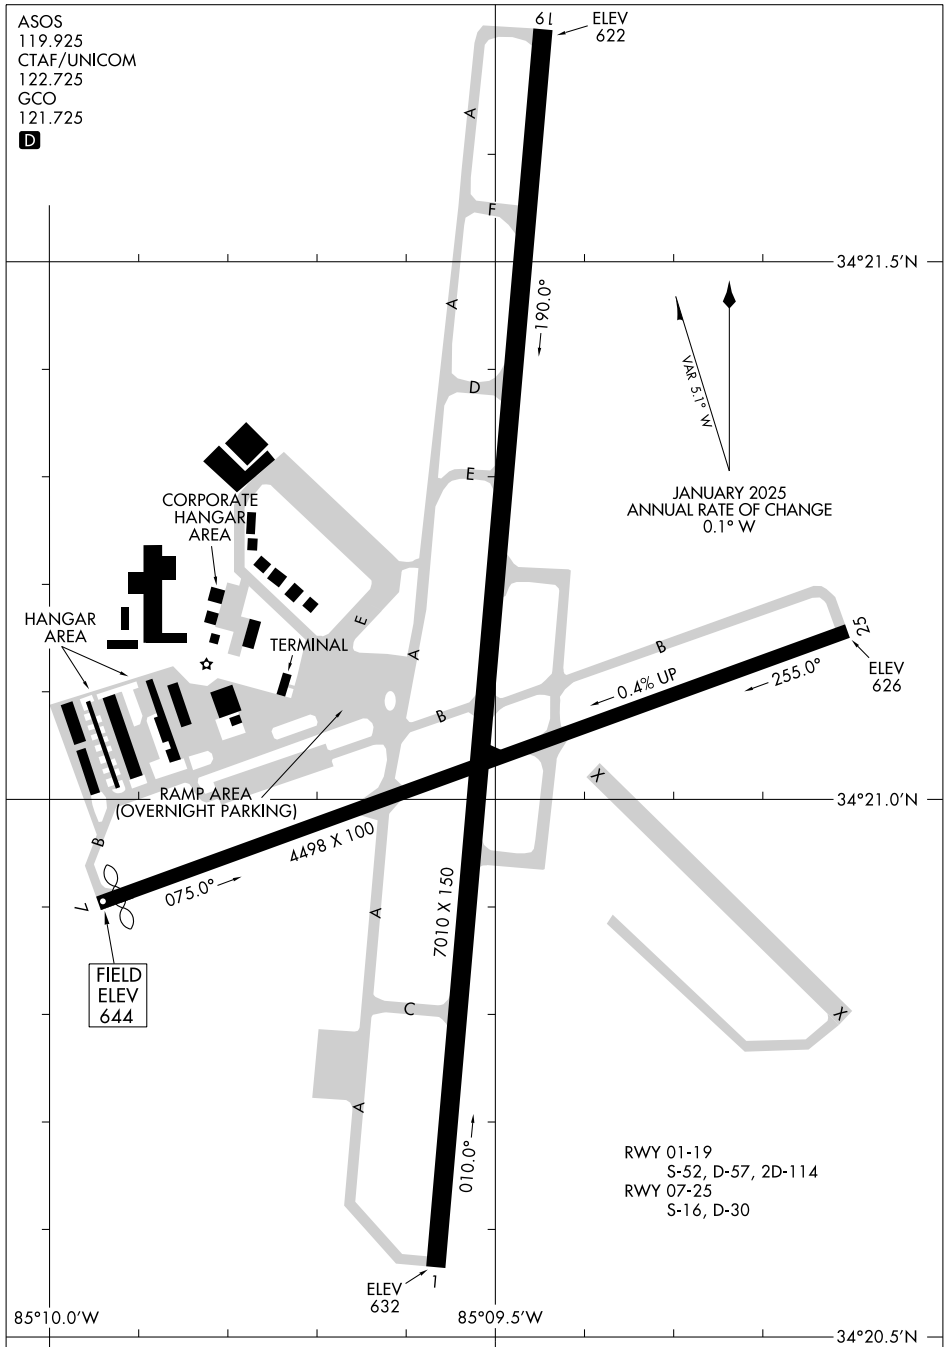 ASOS
119.925
CTAF/UNICOM
122.725
GCO
121.725
D
19
ELEV
622
A
F
34°21.5'N
190.0°
A
VAR 5.1° W
D
E
JANUARY 2025
ANNUAL RATE OF CHANGE
0.1° W
CORPORATE
HANGAR
AREA
HANGAR
AREA
E
TERMINAL
A
B
25
ELEV
626
0.4% UP
255.0°
B
X
RAMP AREA
(OVERNIGHT PARKING)
34°21.0'N
B
4498 X 100
075.0°
7
7010 X 150
A
FIELD
ELEV
644
C
X
A
010.0°
RWY 01-19
S-52, D-57, 2D-114
RWY 07-25
S-16, D-30
1
ELEV
632
85°10.0'W
85°09.5'W
34°20.5'N